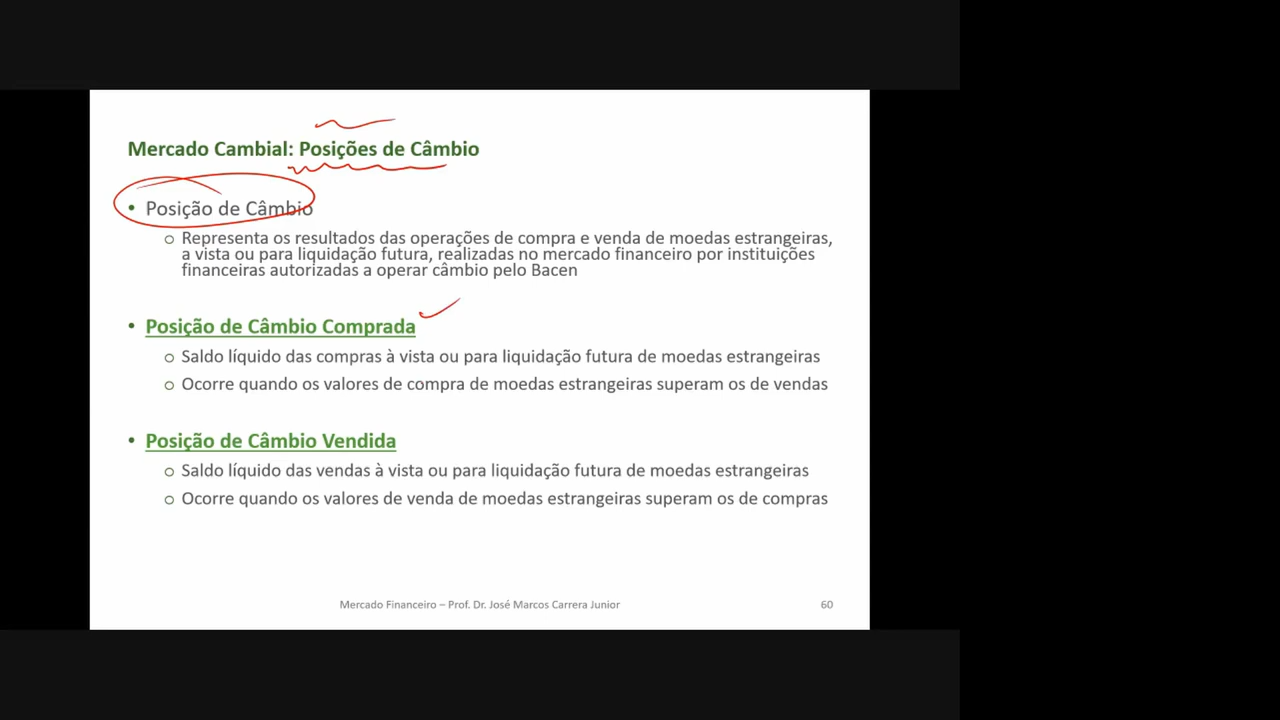 Mercado Cambial: Posições de Câmbio
• Posição de Câmbio
o Representa os resultados das operações de compra e venda de moedas estrangeiras,
a vista ou para liquidação futura, realizadas no mercado financeiro por instituições
financeiras autorizadas a operar câmbio pelo Bacen
• Posição de Câmbio Comprada
o Saldo líquido das compras à vista ou para liquidação futura de moedas estrangeiras
o Ocorre quando os valores de compra de moedas estrangeiras superam os de vendas
• Posição de Câmbio Vendida
o Saldo líquido das vendas à vista ou para liquidação futura de moedas estrangeiras
o Ocorre quando os valores de venda de moedas estrangeiras superam os de compras
Mercado Financeiro – Prof. Dr. José Marcos Carrera Junior
60